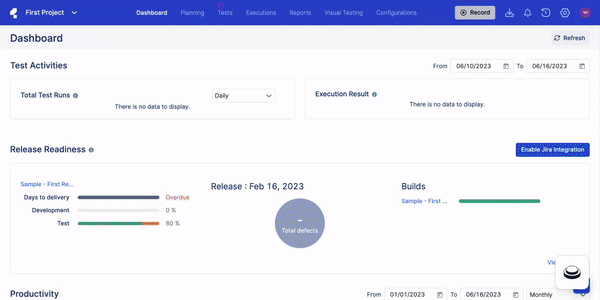 First Project Dashboard Planning Tests Executions Reports Visual Testing Configurations Record
Dashboard Refresh
Test Activities From 06/10/2023 To 06/16/2023
Total Test Runs Daily Execution Result
There is no data to display. There is no data to display.
Release Readiness Enable Jira Integration
Sample - First Re... Release : Feb 16, 2023 Builds
Days to delivery Overdue Sample - First ...
Development 0 %
Test 80 %
-
Total defects
Productivity From 01/01/2023 To 06/16/2023 Monthly